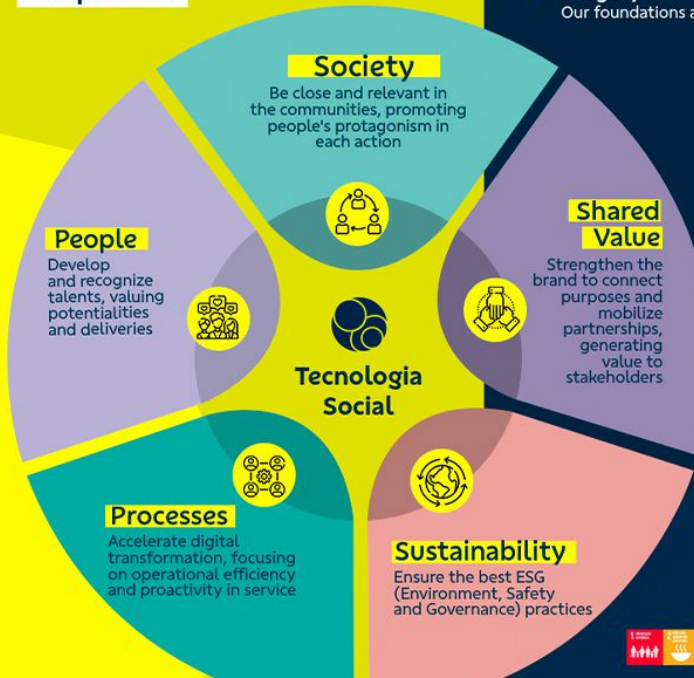 Our foundations a
Society
Be close and relevant in
the communities, promoting
people's protagonism in
each action
People
Develop
and recognize
talents, valuing
potentialities
and deliveries
Shared
Value
Strengthen the
brand to connect
purposes and
mobilize
partnerships,
generating
value to
stakeholders
Tecnologia
Social
Processes
Accelerate digital
transformation, focusing
on operational efficiency
and proactivity in service
Sustainability
Ensure the best ESG
(Environment, Safety
and Governance) practices
1
2